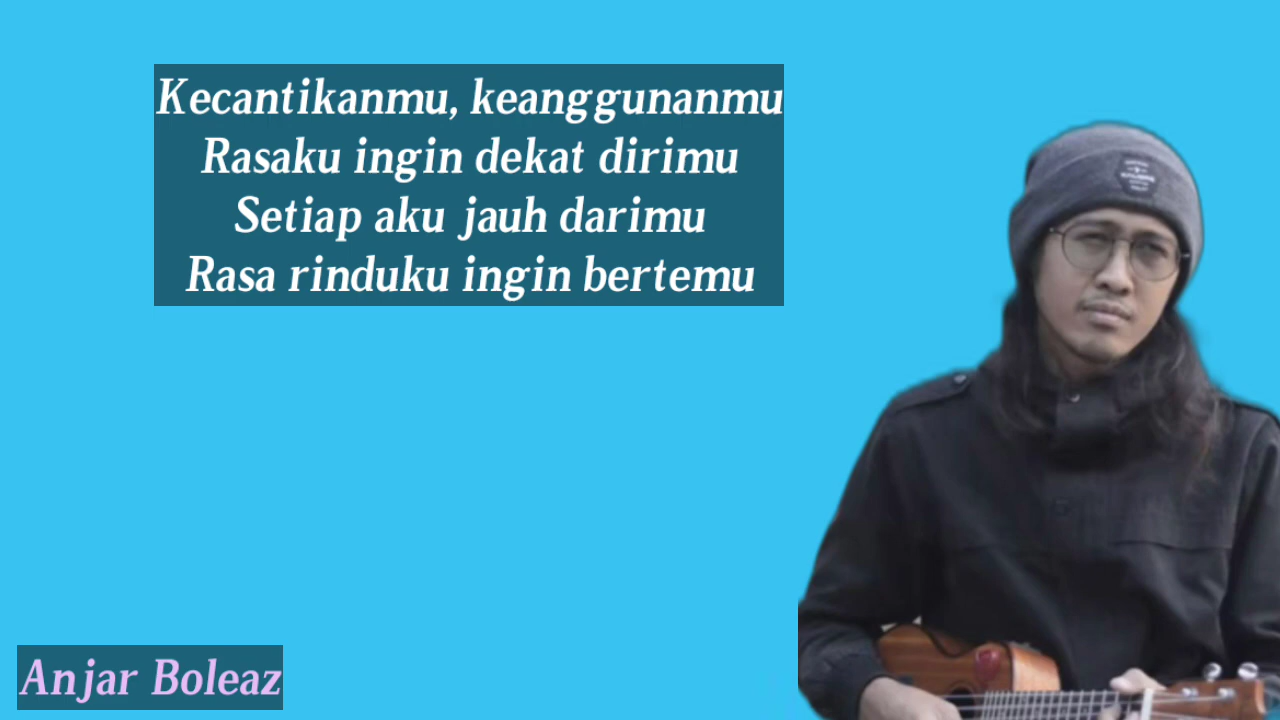 Kecantikanmu, keanggunanmu
Rasaku ingin dekat dirimu
Setiap aku jauh darimu
Rasa rinduku ingin bertemu
Anjar Boleaz